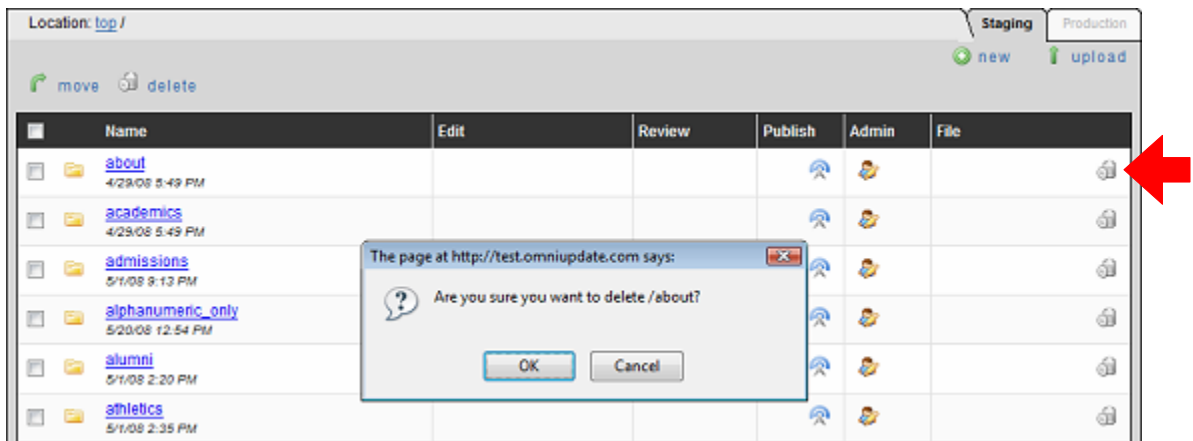 Location: top /
Staging
Production
new
upload
move
delete
Name Edit Review Publish Admin File
about
4/29/08 5:49 PM
academics
4/29/08 5:49 PM
admissions
5/1/08 9:13 PM
alphanumeric_only
5/20/08 12:54 PM
alumni
5/1/08 2:20 PM
athletics
5/1/08 2:35 PM
The page at http://test.omniupdate.com says:
Are you sure you want to delete /about?
OK Cancel